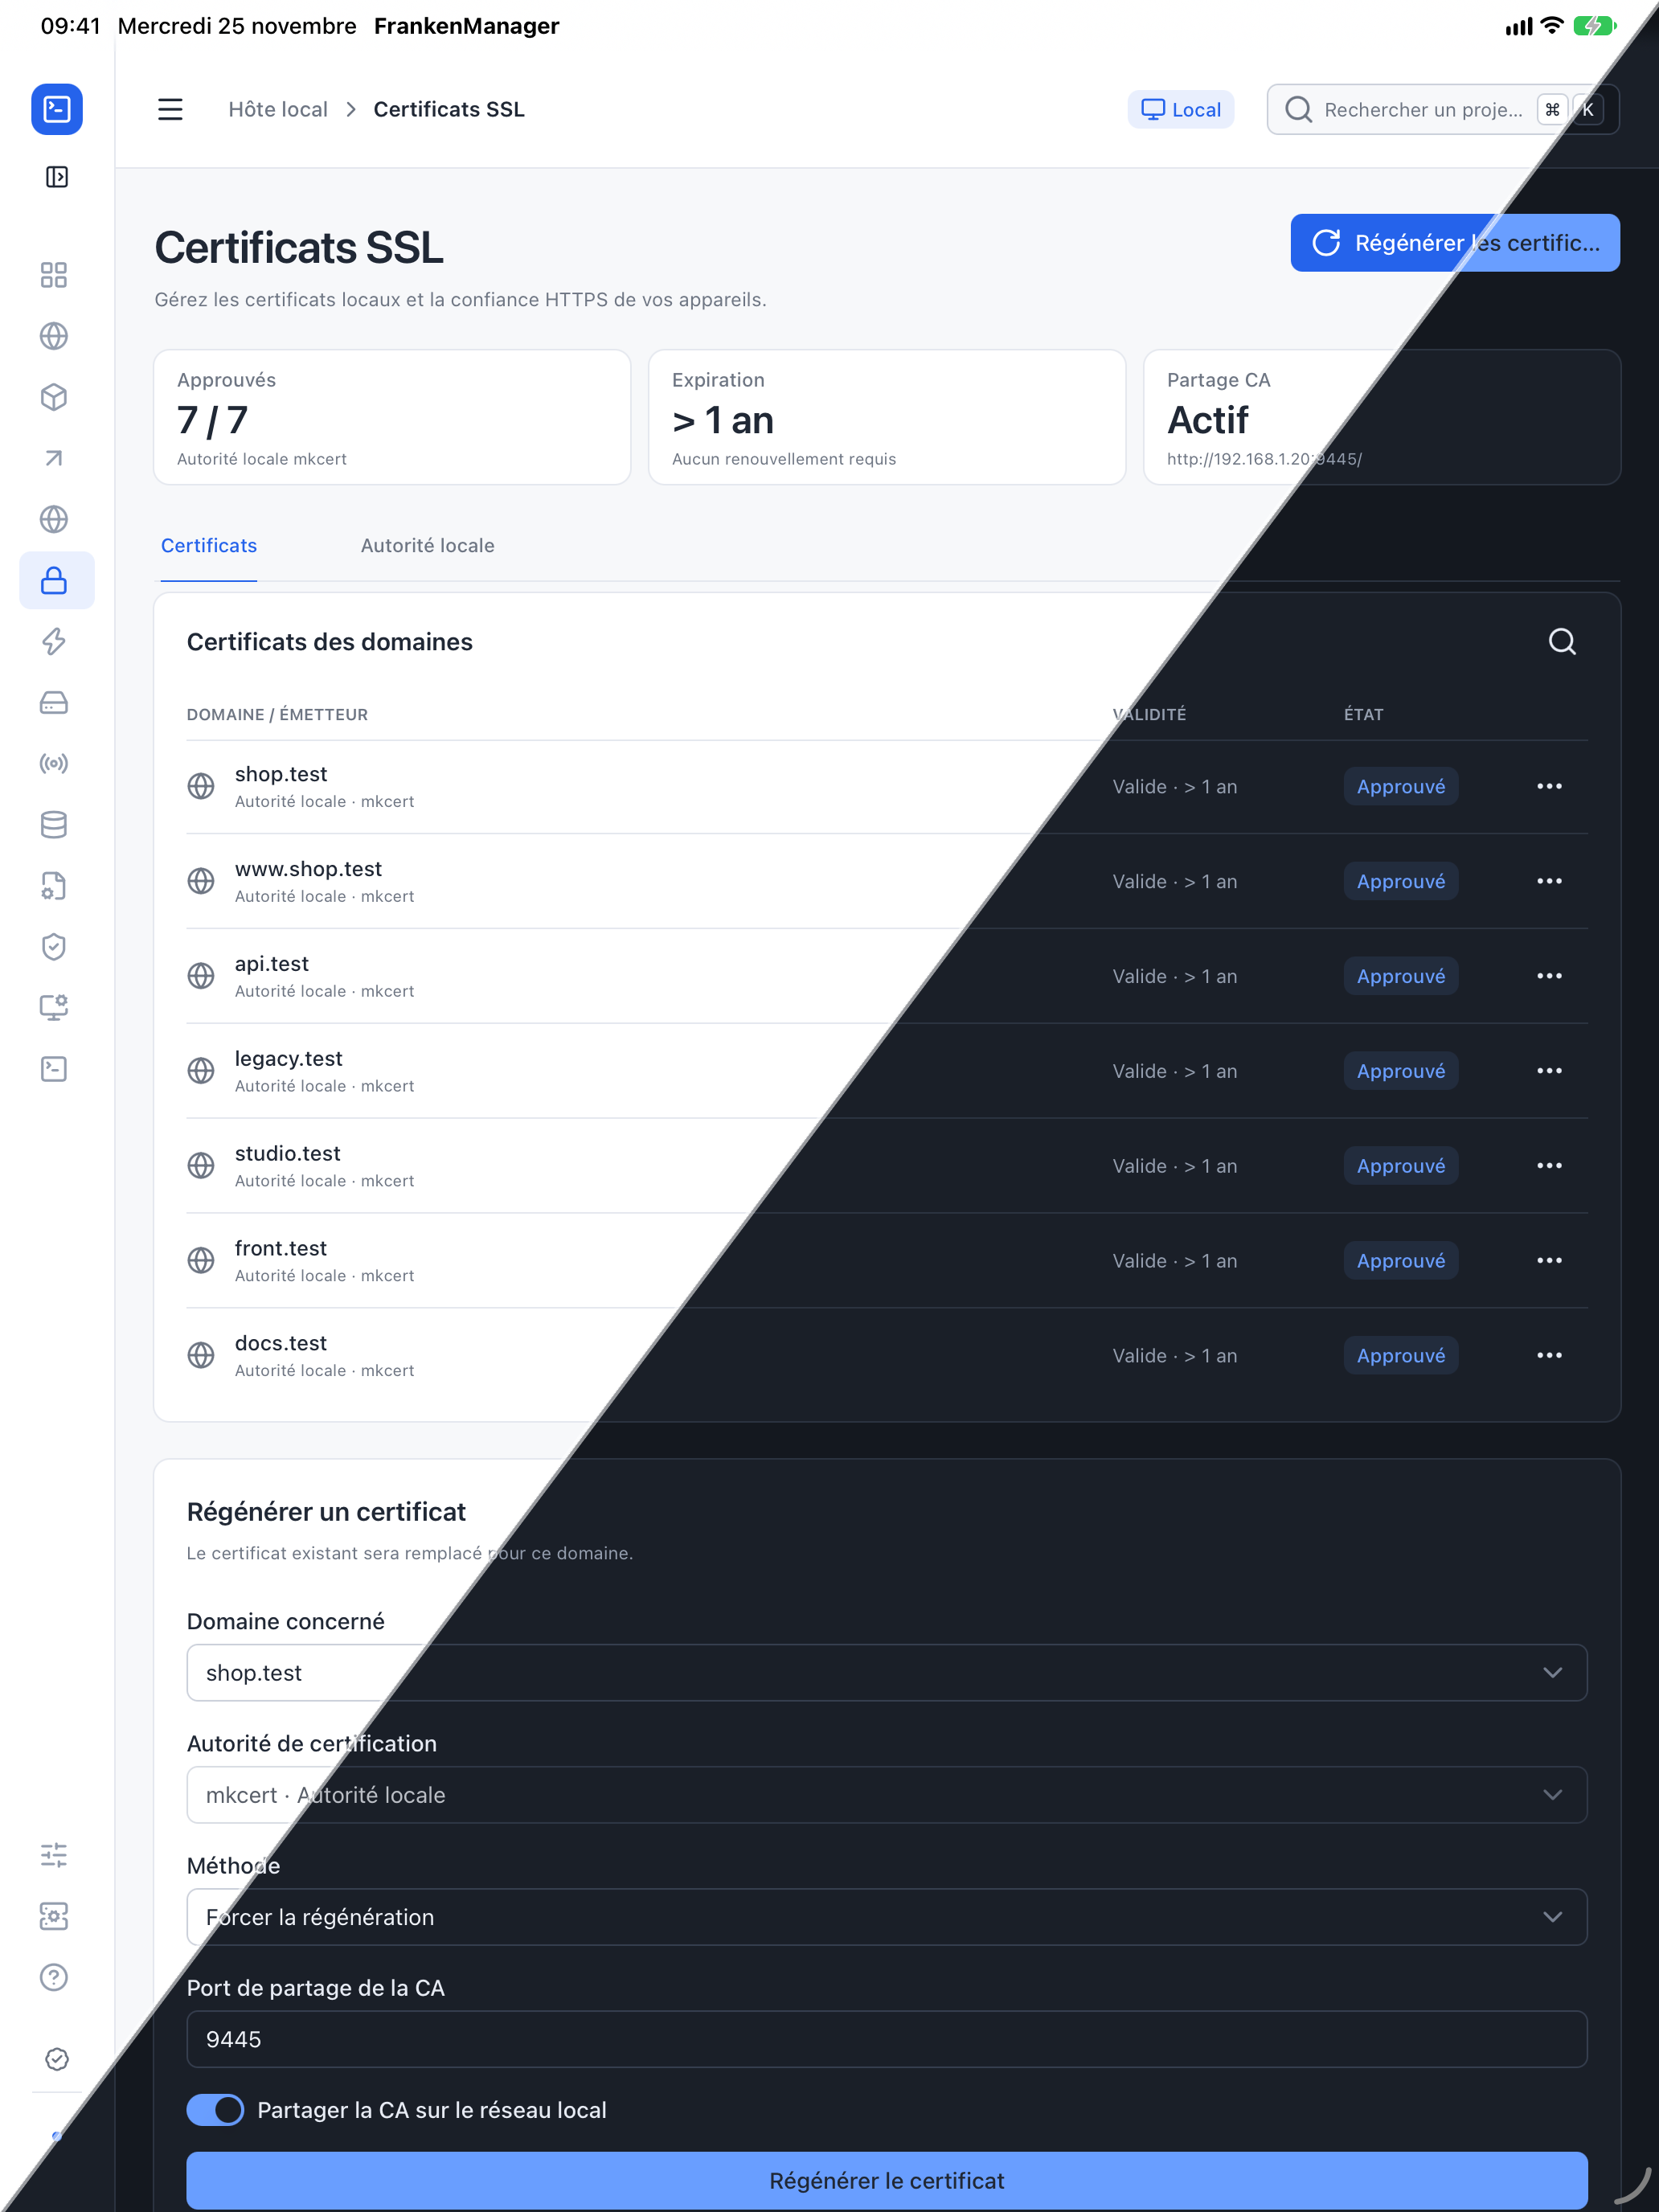 09:41 Mercredi 25 novembre FrankenManager
Hôte local > Certificats SSL
Local
Rechercher un proje... ⌘ K
Certificats SSL
Régénérer les certific...
Gérez les certificats locaux et la confiance HTTPS de vos appareils.
Approuvés
7 / 7
Autorité locale mkcert
Expiration
> 1 an
Aucun renouvellement requis
Partage CA
Actif
http://192.168.1.20:9445/
Certificats
Autorité locale
Certificats des domaines
DOMAINE / ÉMETTEUR VALIDITÉ ÉTAT
shop.test
Autorité locale · mkcert
Valide · > 1 an
Approuvé
www.shop.test
Autorité locale · mkcert
Valide · > 1 an
Approuvé
api.test
Autorité locale · mkcert
Valide · > 1 an
Approuvé
legacy.test
Autorité locale · mkcert
Valide · > 1 an
Approuvé
studio.test
Autorité locale · mkcert
Valide · > 1 an
Approuvé
front.test
Autorité locale · mkcert
Valide · > 1 an
Approuvé
docs.test
Autorité locale · mkcert
Valide · > 1 an
Approuvé
Régénérer un certificat
Le certificat existant sera remplacé pour ce domaine.
Domaine concerné
shop.test
Autorité de certification
mkcert · Autorité locale
Méthode
Forcer la régénération
Port de partage de la CA
9445
Partager la CA sur le réseau local
Régénérer le certificat